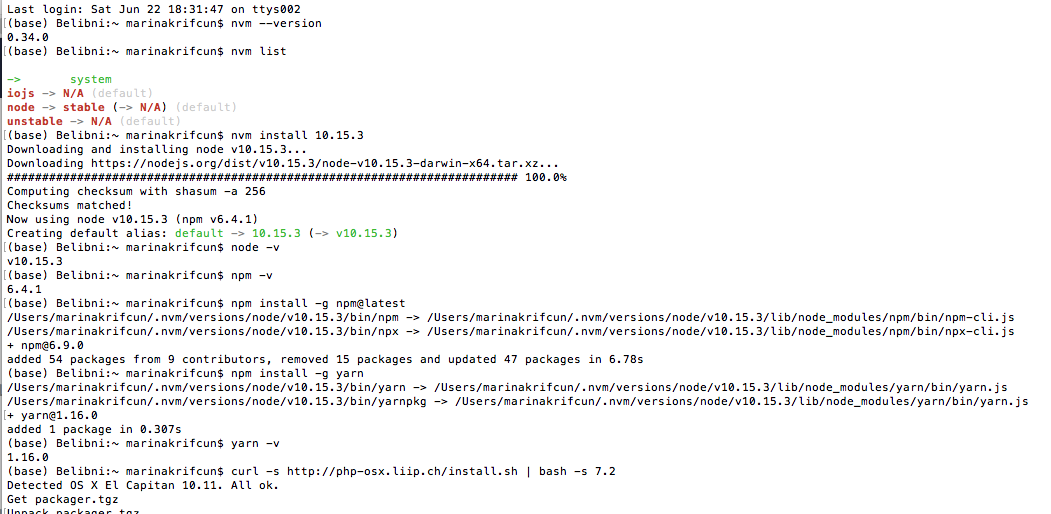 Last login: Sat Jun 22 18:31:47 on ttys002
[(base) Belibni:~ marinakrifcun$ nvm --version
0.34.0
[(base) Belibni:~ marinakrifcun$ nvm list
->       system
iojs -> N/A (default)
node -> stable (-> N/A) (default)
unstable -> N/A (default)
[(base) Belibni:~ marinakrifcun$ nvm install 10.15.3
Downloading and installing node v10.15.3...
Downloading https://nodejs.org/dist/v10.15.3/node-v10.15.3-darwin-x64.tar.xz...
######################################################################### 100.0%
Computing checksum with shasum -a 256
Checksums matched!
Now using node v10.15.3 (npm v6.4.1)
Creating default alias: default -> 10.15.3 (-> v10.15.3)
[(base) Belibni:~ marinakrifcun$ node -v
v10.15.3
[(base) Belibni:~ marinakrifcun$ npm -v
6.4.1
[(base) Belibni:~ marinakrifcun$ npm install -g npm@latest
/Users/marinakrifcun/.nvm/versions/node/v10.15.3/bin/npm -> /Users/marinakrifcun/.nvm/versions/node/v10.15.3/lib/node_modules/npm/bin/npm-cli.js
/Users/marinakrifcun/.nvm/versions/node/v10.15.3/bin/npx -> /Users/marinakrifcun/.nvm/versions/node/v10.15.3/lib/node_modules/npm/bin/npx-cli.js
+ npm@6.9.0
added 54 packages from 9 contributors, removed 15 packages and updated 47 packages in 6.78s
[(base) Belibni:~ marinakrifcun$ npm install -g yarn
/Users/marinakrifcun/.nvm/versions/node/v10.15.3/bin/yarn -> /Users/marinakrifcun/.nvm/versions/node/v10.15.3/lib/node_modules/yarn/bin/yarn.js
/Users/marinakrifcun/.nvm/versions/node/v10.15.3/bin/yarnpkg -> /Users/marinakrifcun/.nvm/versions/node/v10.15.3/lib/node_modules/yarn/bin/yarn.js
[+ yarn@1.16.0
added 1 package in 0.307s
[(base) Belibni:~ marinakrifcun$ yarn -v
1.16.0
[(base) Belibni:~ marinakrifcun$ curl -s http://php-osx.liip.ch/install.sh | bash -s 7.2
Detected OS X El Capitan 10.11. All ok.
Get packager.tgz
[Unpack packager.tgz